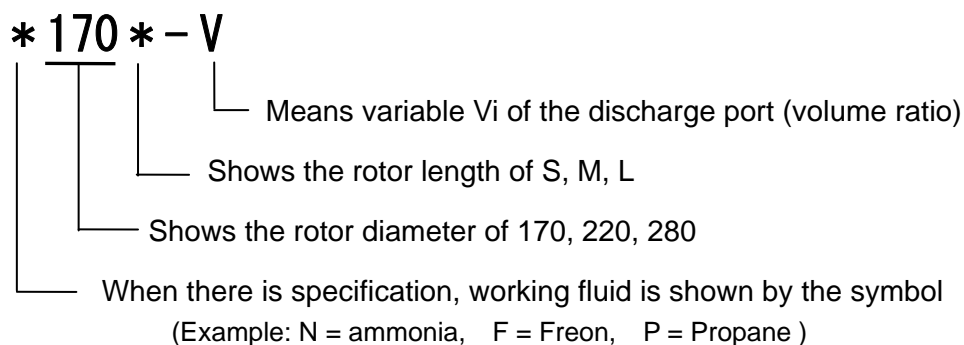 *170*-V
Means variable Vi of the discharge port (volume ratio)
Shows the rotor length of S, M, L
Shows the rotor diameter of 170, 220, 280
When there is specification, working fluid is shown by the symbol
(Example: N = ammonia, F = Freon, P = Propane )